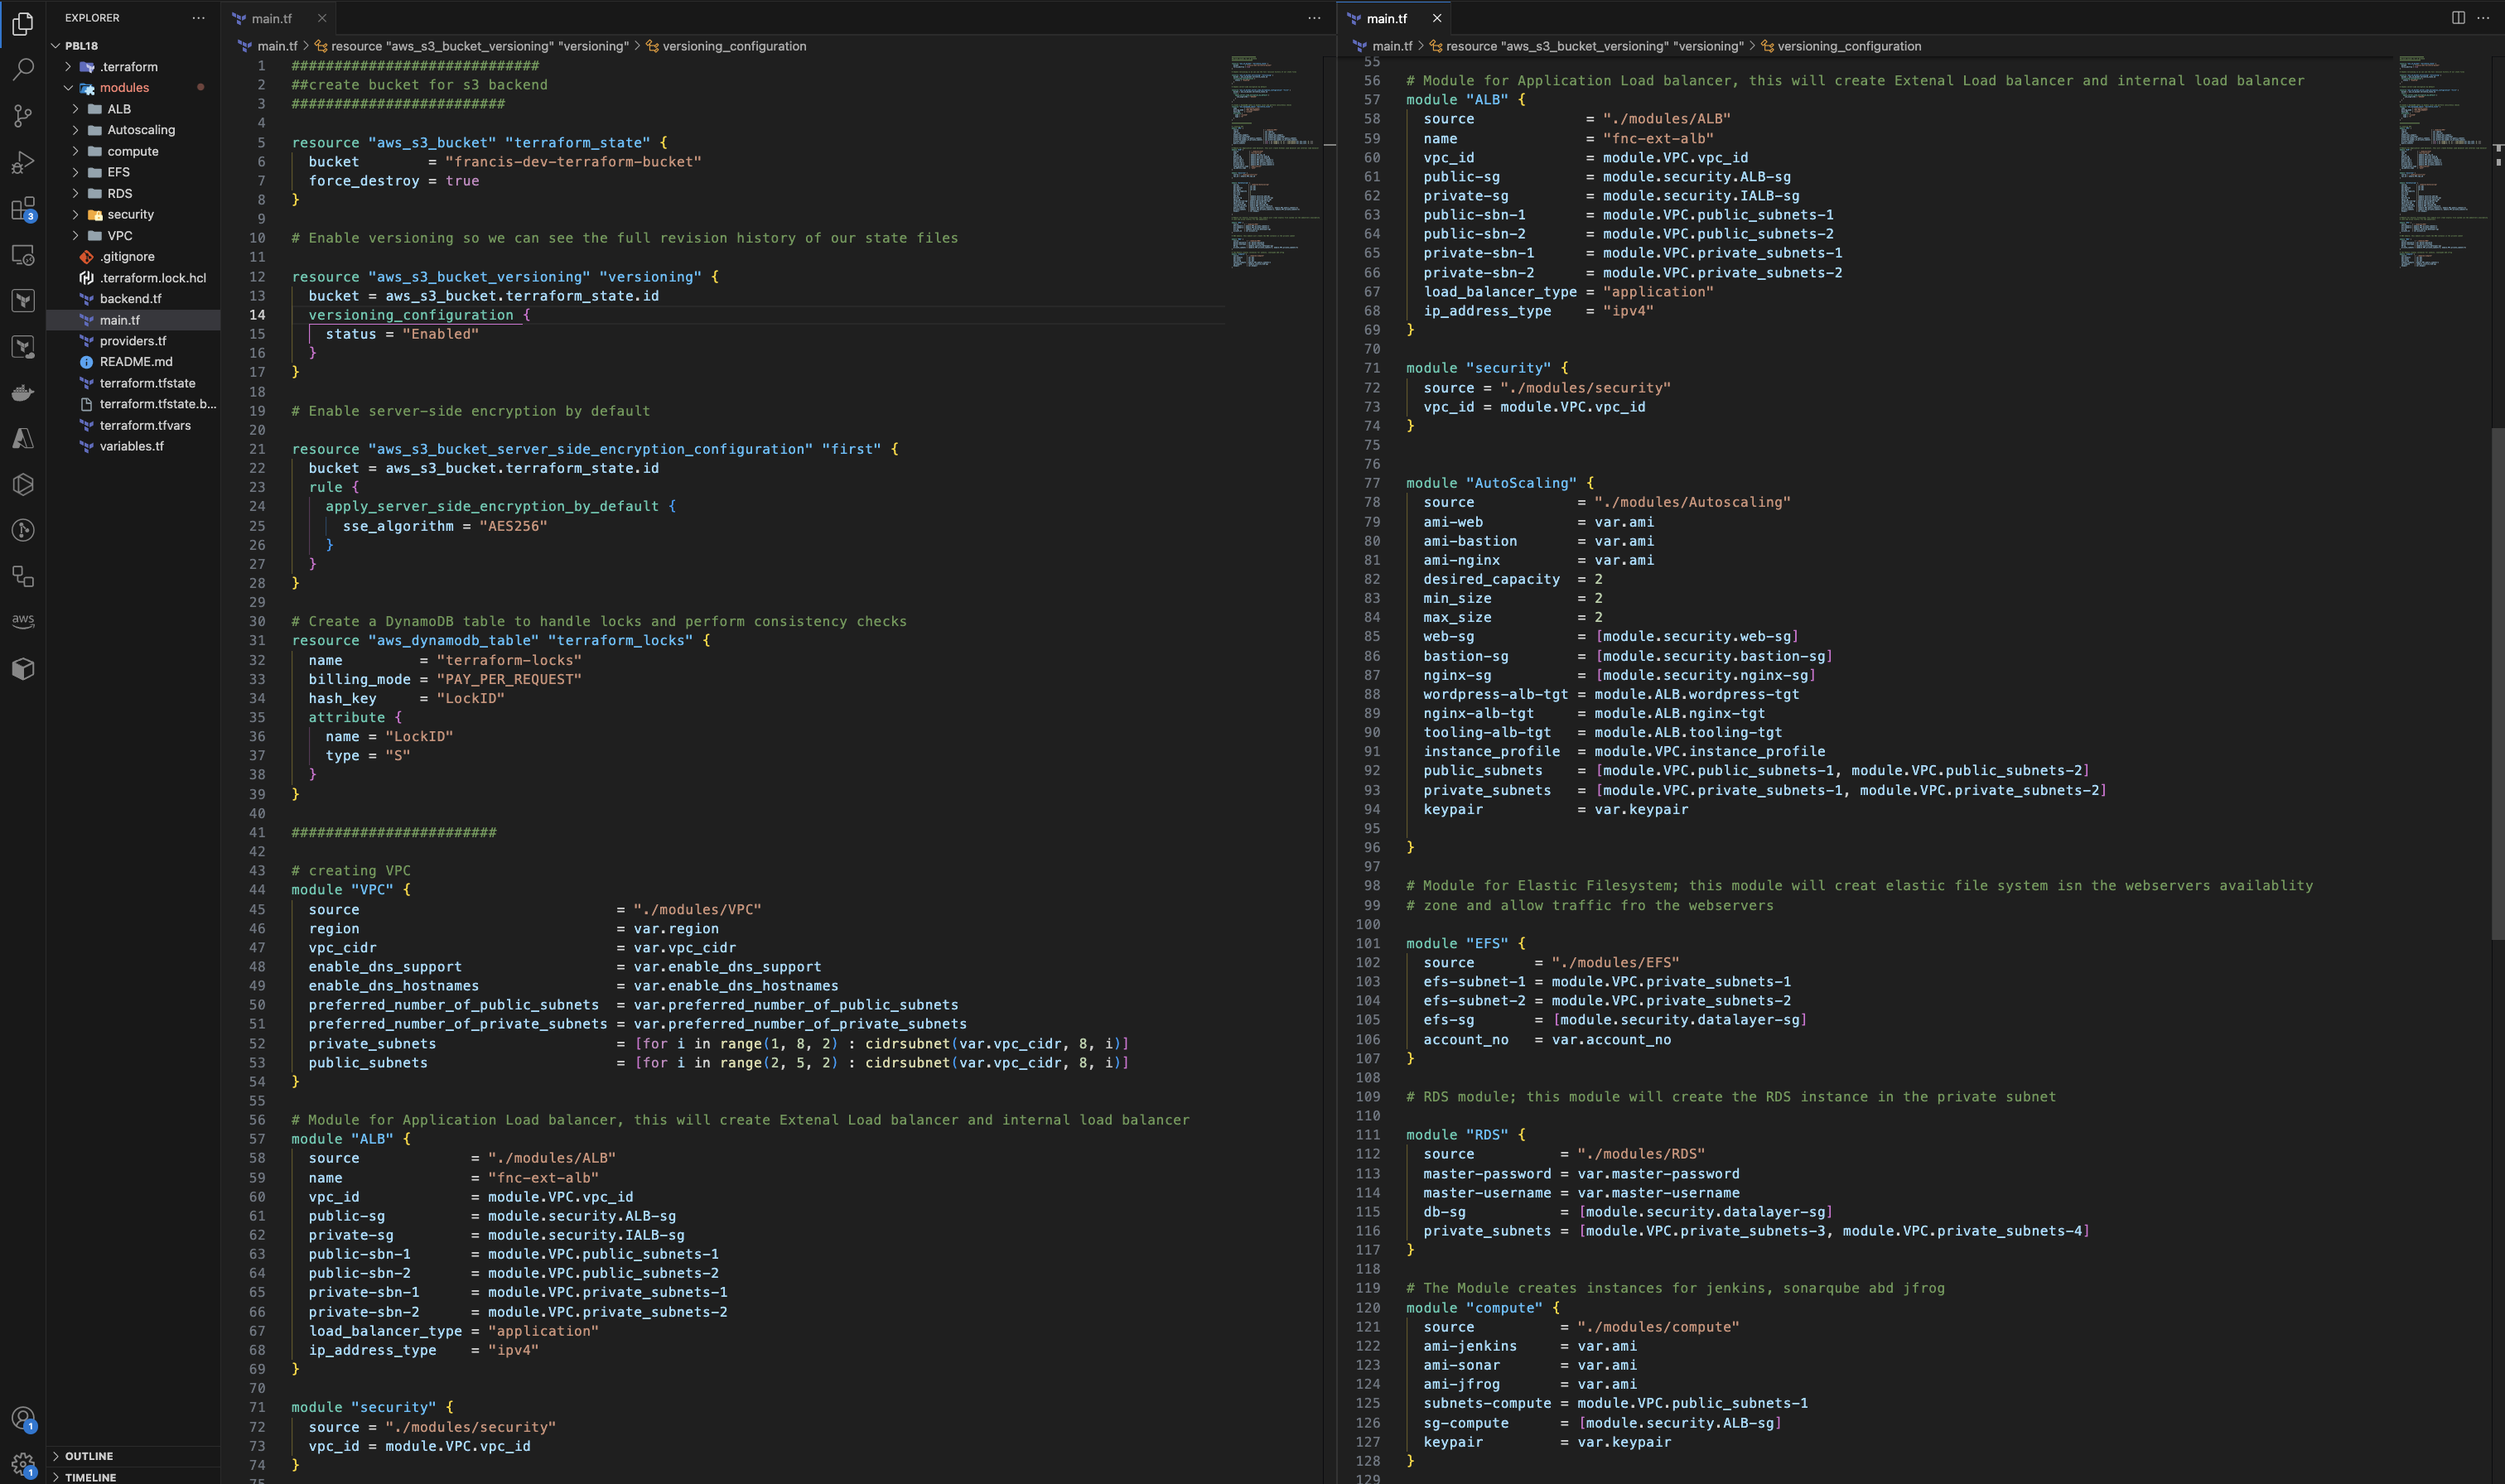 EXPLORER
PBL18
.terraform
modules
ALB
Autoscaling
compute
EFS
RDS
security
VPC
.gitignore
.terraform.lock.hcl
backend.tf
main.tf
providers.tf
README.md
terraform.tfstate
terraform.tfstate.b...
terraform.tfvars
variables.tf
OUTLINE
TIMELINE
3
aws
1
1
main.tf
main.tf > resource "aws_s3_bucket_versioning" "versioning" > versioning_configuration
1 #############################
2 ##create bucket for s3 backend
3 #########################
4
5 resource "aws_s3_bucket" "terraform_state" {
6 bucket = "francis-dev-terraform-bucket"
7 force_destroy = true
8 }
9
10 # Enable versioning so we can see the full revision history of our state files
11
12 resource "aws_s3_bucket_versioning" "versioning" {
13 bucket = aws_s3_bucket.terraform_state.id
14 versioning_configuration {
15 status = "Enabled"
16 }
17 }
18
19 # Enable server-side encryption by default
20
21 resource "aws_s3_bucket_server_side_encryption_configuration" "first" {
22 bucket = aws_s3_bucket.terraform_state.id
23 rule {
24 apply_server_side_encryption_by_default {
25 sse_algorithm = "AES256"
26 }
27 }
28 }
29
30 # Create a DynamoDB table to handle locks and perform consistency checks
31 resource "aws_dynamodb_table" "terraform_locks" {
32 name = "terraform-locks"
33 billing_mode = "PAY_PER_REQUEST"
34 hash_key = "LockID"
35 attribute {
36 name = "LockID"
37 type = "S"
38 }
39 }
40
41 ########################
42
43 # creating VPC
44 module "VPC" {
45 source = "./modules/VPC"
46 region = var.region
47 vpc_cidr = var.vpc_cidr
48 enable_dns_support = var.enable_dns_support
49 enable_dns_hostnames = var.enable_dns_hostnames
50 preferred_number_of_public_subnets = var.preferred_number_of_public_subnets
51 preferred_number_of_private_subnets = var.preferred_number_of_private_subnets
52 private_subnets = [for i in range(1, 8, 2) : cidrsubnet(var.vpc_cidr, 8, i)]
53 public_subnets = [for i in range(2, 5, 2) : cidrsubnet(var.vpc_cidr, 8, i)]
54 }
55
56 # Module for Application Load balancer, this will create Extenal Load balancer and internal load balancer
57 module "ALB" {
58 source = "./modules/ALB"
59 name = "fnc-ext-alb"
60 vpc_id = module.VPC.vpc_id
61 public-sg = module.security.ALB-sg
62 private-sg = module.security.IALB-sg
63 public-sbn-1 = module.VPC.public_subnets-1
64 public-sbn-2 = module.VPC.public_subnets-2
65 private-sbn-1 = module.VPC.private_subnets-1
66 private-sbn-2 = module.VPC.private_subnets-2
67 load_balancer_type = "application"
68 ip_address_type = "ipv4"
69 }
70
71 module "security" {
72 source = "./modules/security"
73 vpc_id = module.VPC.vpc_id
74 }
75
main.tf
main.tf > resource "aws_s3_bucket_versioning" "versioning" > versioning_configuration
55
56 # Module for Application Load balancer, this will create Extenal Load balancer and internal load balancer
57 module "ALB" {
58 source = "./modules/ALB"
59 name = "fnc-ext-alb"
60 vpc_id = module.VPC.vpc_id
61 public-sg = module.security.ALB-sg
62 private-sg = module.security.IALB-sg
63 public-sbn-1 = module.VPC.public_subnets-1
64 public-sbn-2 = module.VPC.public_subnets-2
65 private-sbn-1 = module.VPC.private_subnets-1
66 private-sbn-2 = module.VPC.private_subnets-2
67 load_balancer_type = "application"
68 ip_address_type = "ipv4"
69 }
70
71 module "security" {
72 source = "./modules/security"
73 vpc_id = module.VPC.vpc_id
74 }
75
76
77 module "AutoScaling" {
78 source = "./modules/Autoscaling"
79 ami-web = var.ami
80 ami-bastion = var.ami
81 ami-nginx = var.ami
82 desired_capacity = 2
83 min_size = 2
84 max_size = 2
85 web-sg = [module.security.web-sg]
86 bastion-sg = [module.security.bastion-sg]
87 nginx-sg = [module.security.nginx-sg]
88 wordpress-alb-tgt = module.ALB.wordpress-tgt
89 nginx-alb-tgt = module.ALB.nginx-tgt
90 tooling-alb-tgt = module.ALB.tooling-tgt
91 instance_profile = module.VPC.instance_profile
92 public_subnets = [module.VPC.public_subnets-1, module.VPC.public_subnets-2]
93 private_subnets = [module.VPC.private_subnets-1, module.VPC.private_subnets-2]
94 keypair = var.keypair
95
96 }
97
98 # Module for Elastic Filesystem; this module will creat elastic file system isn the webservers availablity
99 # zone and allow traffic fro the webservers
100
101 module "EFS" {
102 source = "./modules/EFS"
103 efs-subnet-1 = module.VPC.private_subnets-1
104 efs-subnet-2 = module.VPC.private_subnets-2
105 efs-sg = [module.security.datalayer-sg]
106 account_no = var.account_no
107 }
108
109 # RDS module; this module will create the RDS instance in the private subnet
110
111 module "RDS" {
112 source = "./modules/RDS"
113 master-password = var.master-password
114 master-username = var.master-username
115 db-sg = [module.security.datalayer-sg]
116 private_subnets = [module.VPC.private_subnets-3, module.VPC.private_subnets-4]
117 }
118
119 # The Module creates instances for jenkins, sonarqube abd jfrog
120 module "compute" {
121 source = "./modules/compute"
122 ami-jenkins = var.ami
123 ami-sonar = var.ami
124 ami-jfrog = var.ami
125 subnets-compute = module.VPC.public_subnets-1
126 sg-compute = [module.security.ALB-sg]
127 keypair = var.keypair
128 }
129